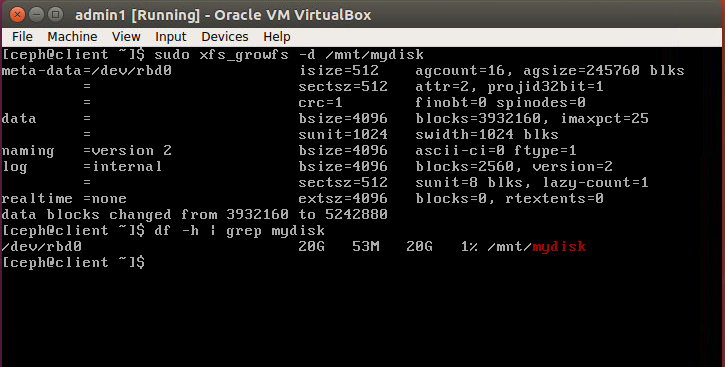 admin1 [Running] - Oracle VM VirtualBox
File Machine View Input Devices Help
[ceph@client ~]$ sudo xfs_growfs -d /mnt/mydisk
meta-data=/dev/rbd0 isize=512 agcount=16, agsize=245760 blks
= sectsz=512 attr=2, projid32bit=1
= crc=1 finobt=0 spinodes=0
data = bsize=4096 blocks=3932160, imaxpct=25
= sunit=1024 swidth=1024 blks
naming =version 2 bsize=4096 ascii-ci=0 ftype=1
log =internal bsize=4096 blocks=2560, version=2
= sectsz=512 sunit=8 blks, lazy-count=1
realtime =none extsz=4096 blocks=0, rtextents=0
data blocks changed from 3932160 to 5242880
[ceph@client ~]$ df -h | grep mydisk
/dev/rbd0 20G 53M 20G 1% /mnt/mydisk
[ceph@client ~]$